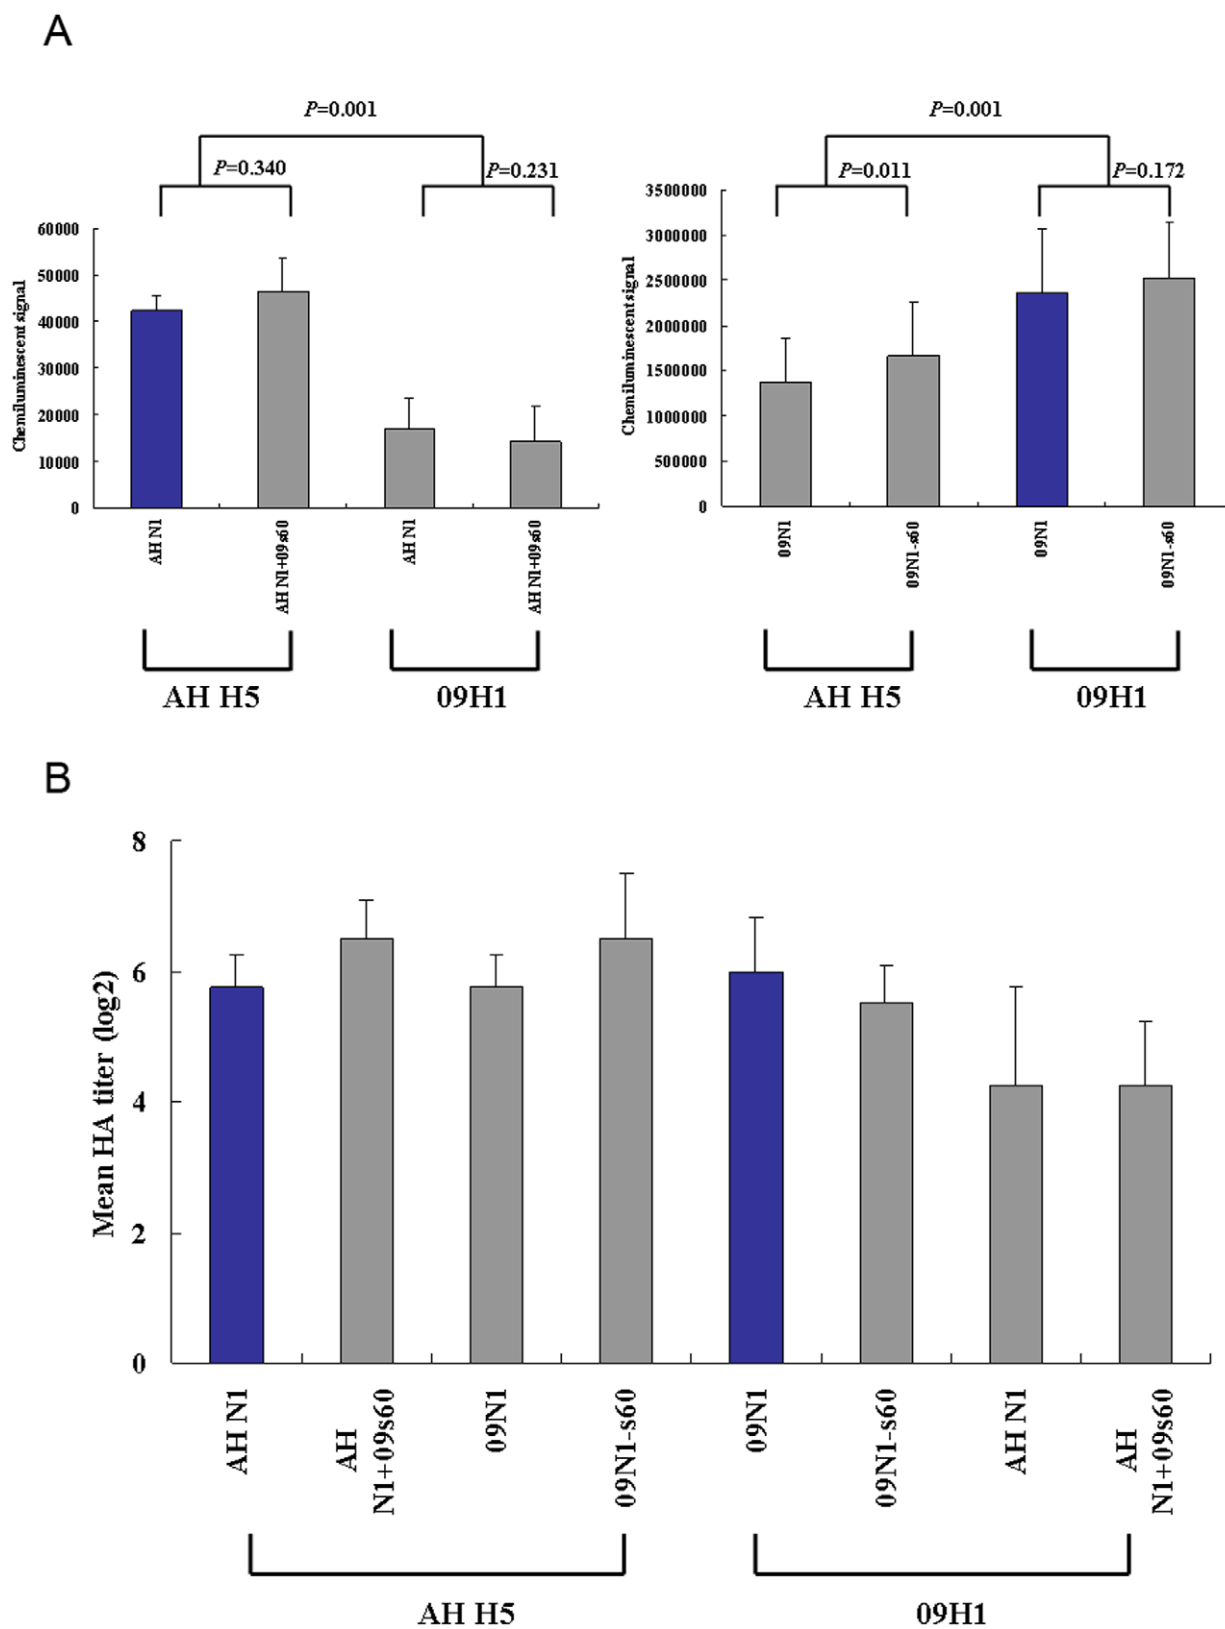 A
P=0.001
P=0.340
P=0.231
60000
50000
40000
30000
20000
10000
0
Chemiluminescent signal
AH N1
AH N1+09s60
AH N1
AH N1+09s60
AH H5
09H1
P=0.001
P=0.011
P=0.172
3500000
3000000
2500000
2000000
1500000
1000000
500000
0
Chemiluminescent signal
09N1
09N1-s60
09N1
09N1-s60
AH H5
09H1
B
8
6
4
2
0
Mean HA titer (log2)
AH N1
AH
N1+09s60
09N1
09N1-s60
09N1
09N1-s60
AH N1
AH
N1+09s60
AH H5
09H1